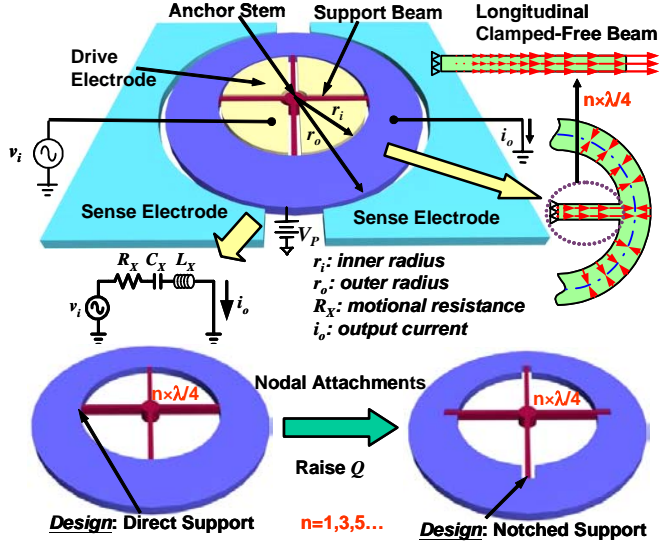 Anchor Stem
Support Beam
Longitudinal
Clamped-Free Beam
Drive
Electrode
n×λ/4
r_i
r_o
v_i
i_o
Sense Electrode
Sense Electrode
V_P
R_X C_X L_X
v_i
i_o
r_i: inner radius
r_o: outer radius
R_X: motional resistance
i_o: output current
n×λ/4
Nodal Attachments
n×λ/4
Raise Q
Design: Direct Support
n=1,3,5...
Design: Notched Support